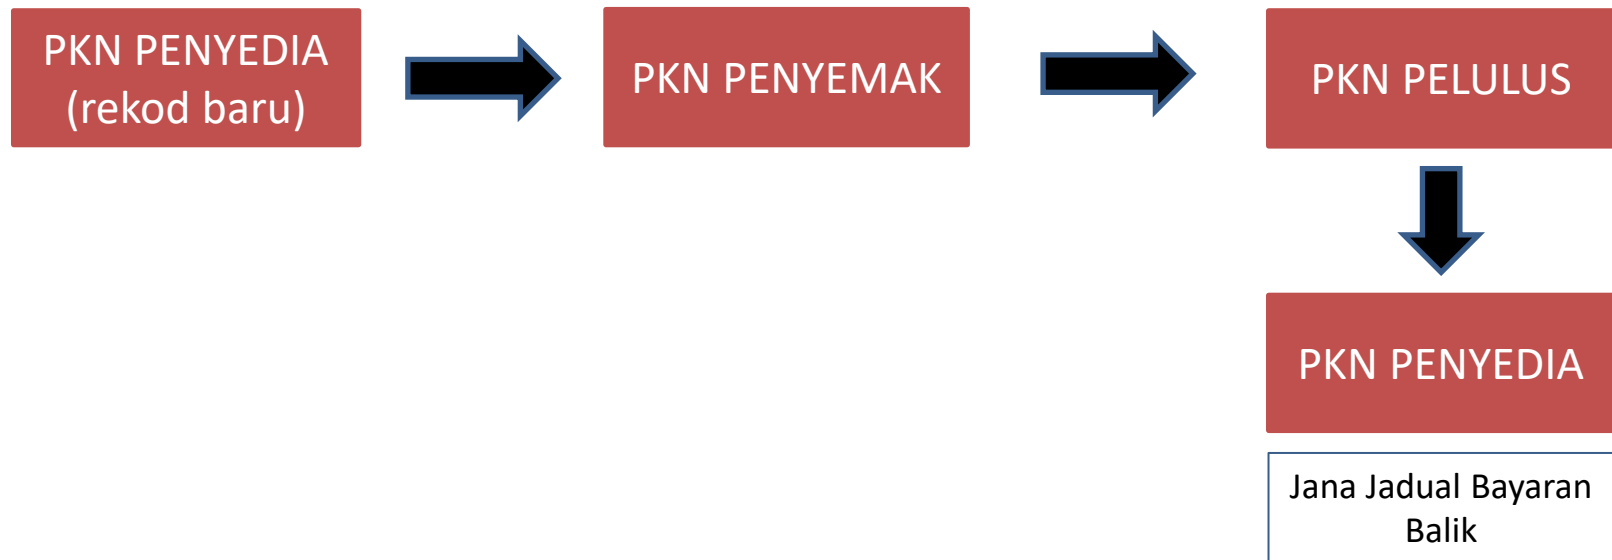 PKN PENYEDIA
(rekod baru)
PKN PENYEMAK
PKN PELULUS
PKN PENYEDIA
Jana Jadual Bayaran
Balik